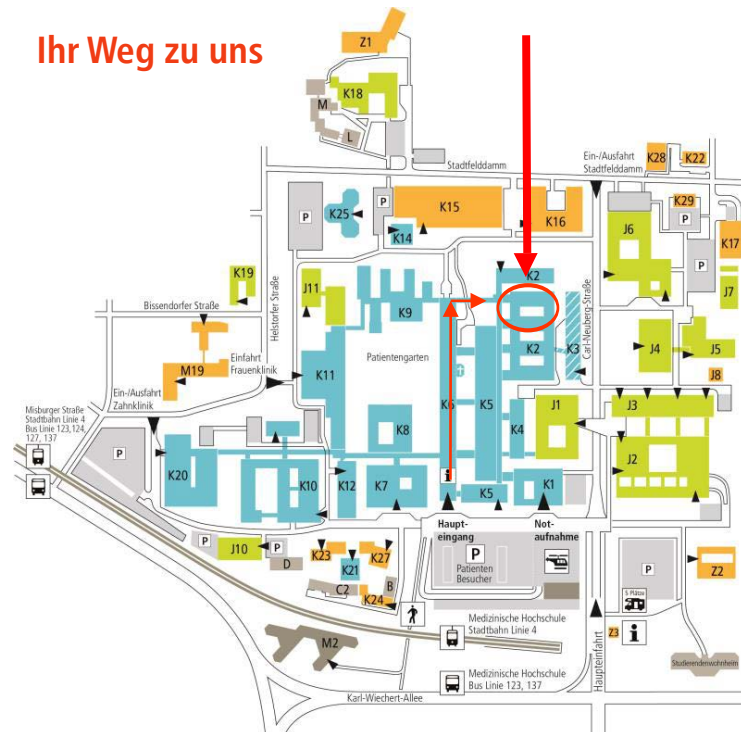 Ihr Weg zu uns
Z1
K18
M
L
Stadtfelddamm
Ein-/Ausfahrt
Stadtfelddamm
K28
K22
P
K25
P
K14
K15
K16
K29
P
J6
K17
P
K19
Helstorfer Straße
J11
K9
K2
Carl-Neuberg-Straße
J7
Bissendorfer Straße
Patientengarten
M19
Einfahrt
Frauenklinik
K11
K2
K3
J4
J5
J8
Ein-/Ausfahrt
Zahnklinik
Misburger Straße
Stadtbahn Linie 4
Bus Linie 123,124,
127, 137
K6
K5
K8
K4
J1
J3
J2
P
K20
K10
K12
K7
i
K5
K1
Haupt-
eingang
Not-
aufnahme
P
J10
P
D
K23
K21
K27
C2
B
K24
P
Patienten
Besucher
P
5 Plätze
Z2
Z3
i
M2
Medizinische Hochschule
Stadtbahn Linie 4
Haupteinfahrt
Studierendenwohnheim
Medizinische Hochschule
Bus Linie 123, 137
Karl-Wiechert-Allee